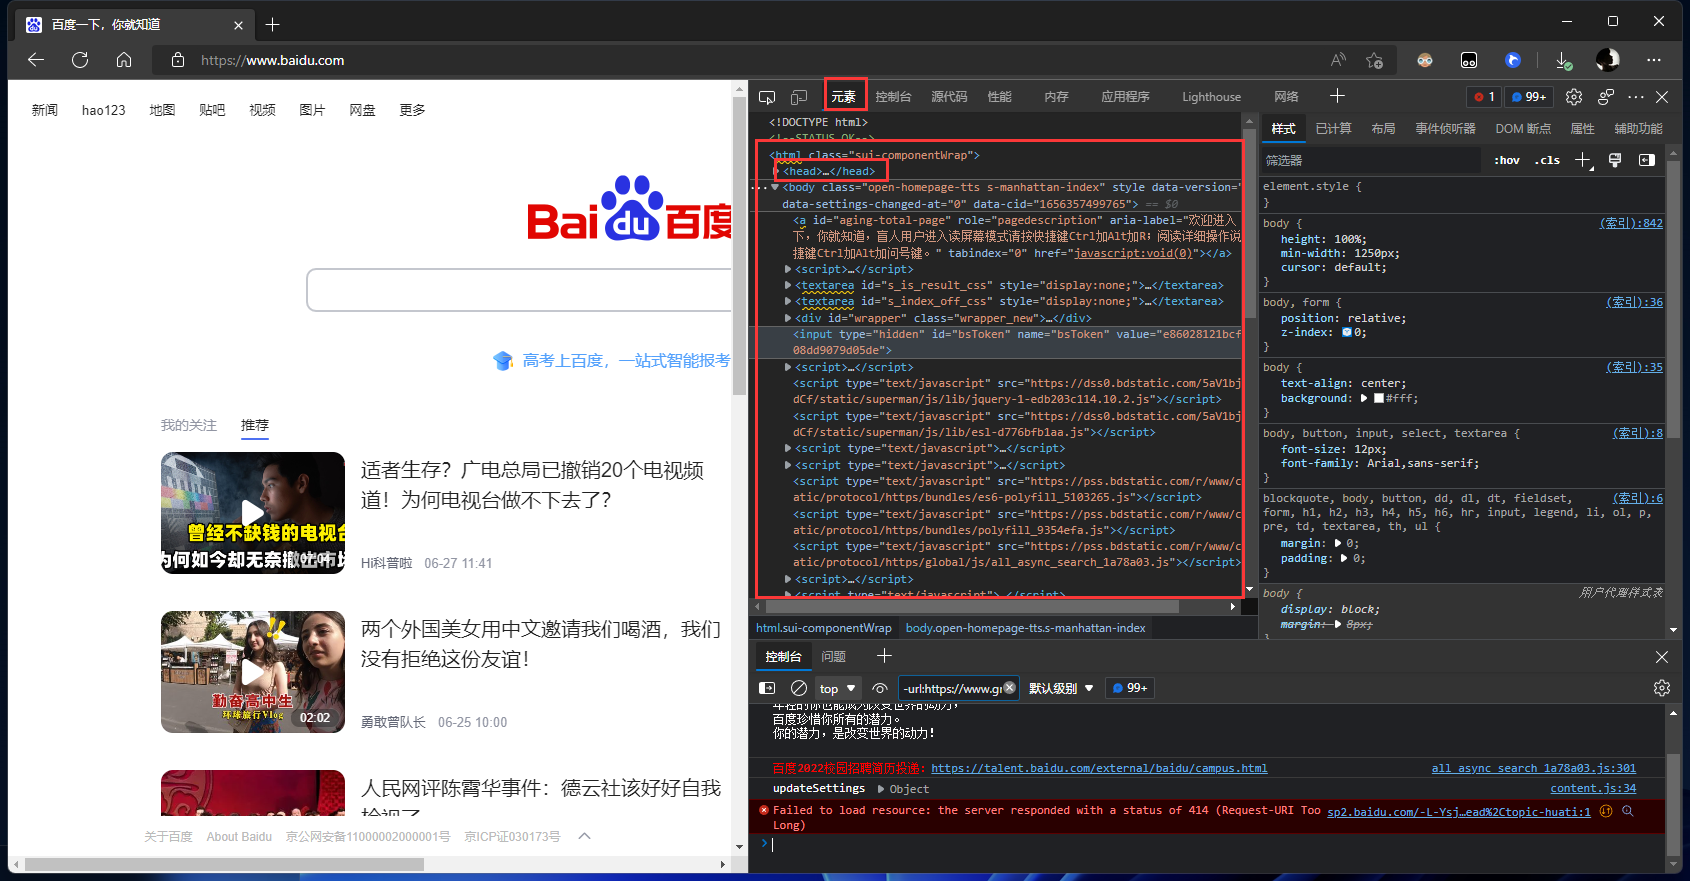 百度一下，你就知道
https://www.baidu.com
新闻 hao123 地图 贴吧 视频 图片 网盘 更多
Bai du 百度
高考上百度，一站式智能报考
我的关注 推荐
曾经不缺钱的电视台
为何如今却无奈撤出市场
适者生存？广电总局已撤销20个电视频
道！为何电视台做不下去了？
Hi科普啦 06-27 11:41
勤奋高中生
环球旅行Vlog
02:02
两个外国美女用中文邀请我们喝酒，我们
没有拒绝这份友谊！
勇敢曾队长 06-25 10:00
人民网评陈霄华事件：德云社该好好自我
关于百度 About Baidu 京公网安备11000002000001号 京ICP证030173号
元素 控制台 源代码 性能 内存 应用程序 Lighthouse 网络
1 99+
<!DOCTYPE html>
<!--STATUS OK-->
<html class="sui-componentWrap">
<head>…</head>
<body class="open-homepage-tts s-manhattan-index" style data-version="
data-settings-changed-at="0" data-cid="1656357499765"> == $0
<a id="aging-total-page" role="pagedescription" aria-label="欢迎进入
下，你就知道，盲人用户进入读屏幕模式请按快捷键Ctrl加Alt加R；阅读详细操作说
捷键Ctrl加Alt加问号键。" tabindex="0" href="javascript:void(0)"></a>
<script>…</script>
<textarea id="s_is_result_css" style="display:none;">…</textarea>
<textarea id="s_index_off_css" style="display:none;">…</textarea>
<div id="wrapper" class="wrapper_new">…</div>
<input type="hidden" id="bsToken" name="bsToken" value="e86028121bcf
08dd9079d05de">
<script>…</script>
<script type="text/javascript" src="https://dss0.bdstatic.com/5aV1bj
dCf/static/superman/js/lib/jquery-1-edb203c114.10.2.js"></script>
<script type="text/javascript" src="https://dss0.bdstatic.com/5aV1bj
dCf/static/superman/js/lib/esl-d776bfb1aa.js"></script>
<script type="text/javascript">…</script>
<script type="text/javascript">…</script>
<script type="text/javascript" src="https://pss.bdstatic.com/r/www/c
atic/protocol/https/bundles/es6-polyfill_5103265.js"></script>
<script type="text/javascript" src="https://pss.bdstatic.com/r/www/c
atic/protocol/https/bundles/polyfill_9354efa.js"></script>
<script type="text/javascript" src="https://pss.bdstatic.com/r/www/c
atic/protocol/https/global/js/all_async_search_1a78a03.js"></script>
<script>…</script>
<script type="text/javascript">…</script>
html.sui-componentWrap body.open-homepage-tts.s-manhattan-index
样式 已计算 布局 事件侦听器 DOM 断点 属性 辅助功能
筛选器 :hov .cls
element.style {
}
body { (索引):842
height: 100%;
min-width: 1250px;
cursor: default;
}
body, form { (索引):36
position: relative;
z-index: 0;
}
body { (索引):35
text-align: center;
background: #fff;
}
body, button, input, select, textarea { (索引):8
font-size: 12px;
font-family: Arial,sans-serif;
}
blockquote, body, button, dd, dl, dt, fieldset, (索引):6
form, h1, h2, h3, h4, h5, h6, hr, input, legend, li, ol, p,
pre, td, textarea, th, ul {
margin: 0;
padding: 0;
}
body { 用户代理样式表
display: block;
margin: 8px;
}
控制台 问题
top -url:https://www.gr 默认级别 99+
年轻的你也能成为改变世界的动力，
百度珍惜你所有的潜力。
你的潜力，是改变世界的动力！
百度2022校园招聘简历投递: https://talent.baidu.com/external/baidu/campus.html all_async_search_1a78a03.js:301
updateSettings Object content.js:34
Failed to load resource: the server responded with a status of 414 (Request-URI Too sp2.baidu.com/-L-Ysj…ead%2Ctopic-huati:1
Long)